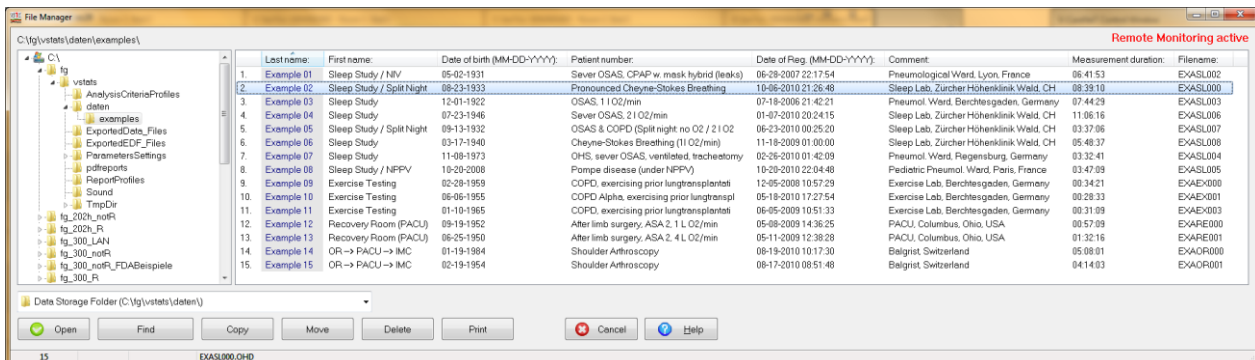 File Manager
C:\fg\vstats\daten\examples\
Remote Monitoring active
C:\
fg
vstats
AnalysisCriteriaProfiles
daten
examples
ExportedData_Files
ExportedEDF_Files
ParametersSettings
pdfreports
ReportProfiles
Sound
TmpDir
fg_202h_notR
fg_202h_R
fg_300_LAN
fg_300_notR
fg_300_notR_FDABeispiele
fg_300_R
Last name: First name: Date of birth (MM-DD-YYYY): Patient number: Date of Reg. (MM-DD-YYYY): Comment: Measurement duration: Filename:
1. Example 01 Sleep Study / NIV 05-02-1931 Sever OSAS, CPAP w. mask hybrid (leaks) 06-28-2007 22:17:54 Pneumological Ward, Lyon, France 06:41:53 EXASL002
2. Example 02 Sleep Study / Split Night 08-23-1933 Pronounced Cheyne-Stokes Breathing 10-06-2010 21:26:48 Sleep Lab, Zürcher Höhenklinik Wald, CH 08:39:10 EXASL000
3. Example 03 Sleep Study 12-01-1922 OSAS, 1 l O2/min 07-18-2006 21:42:21 Pneumol. Ward, Berchtesgaden, Germany 07:44:29 EXASL003
4. Example 04 Sleep Study 07-23-1946 Sever OSAS, 2 l O2/min 01-07-2010 20:24:15 Sleep Lab, Zürcher Höhenklinik Wald, CH 11:06:16 EXASL006
5. Example 05 Sleep Study / Split Night 09-13-1932 OSAS & COPD (Split night: no O2 / 2 l O2 06-23-2010 00:25:20 Sleep Lab, Zürcher Höhenklinik Wald, CH 03:37:06 EXASL007
6. Example 06 Sleep Study 03-17-1940 Cheyne-Stokes Breathing (1l O2/min) 11-18-2009 01:00:00 Sleep Lab, Zürcher Höhenklinik Wald, CH 05:48:37 EXASL008
7. Example 07 Sleep Study 11-08-1973 OHS, sever OSAS, ventilated, tracheotomy 02-26-2010 01:42:09 Pneumol. Ward, Regensburg, Germany 03:32:41 EXASL004
8. Example 08 Sleep Study / NPPV 10-20-2008 Pompe disease (under NPPV) 10-20-2010 22:04:48 Pediatric Pneumol. Ward, Paris, France 03:47:09 EXASL005
9. Example 09 Exercise Testing 02-28-1959 COPD, exercising prior lungtransplantati 12-05-2008 10:57:29 Exercise Lab, Berchtesgaden, Germany 00:34:21 EXAEX000
10. Example 10 Exercise Testing 06-06-1955 COPD Alpha, exercising prior lungtranspl 05-18-2010 17:27:54 Exercise Lab, Berchtesgaden, Germany 00:28:33 EXAEX001
11. Example 11 Exercise Testing 01-10-1965 COPD, exercising prior lungtransplantati 06-05-2009 10:51:33 Exercise Lab, Berchtesgaden, Germany 00:31:09 EXAEX003
12. Example 12 Recovery Room (PACU) 09-19-1952 After limb surgery, ASA 2, 1 L O2/min 05-08-2009 14:36:25 PACU, Columbus, Ohio, USA 00:57:09 EXARE000
13. Example 13 Recovery Room (PACU) 06-25-1950 After limb surgery, ASA 2, 4 L O2/min 05-11-2009 12:38:28 PACU, Columbus, Ohio, USA 01:32:16 EXARE001
14. Example 14 OR -> PACU -> IMC 01-19-1984 Shoulder Arthroscopy 08-19-2010 10:17:30 Balgrist, Switzerland 05:08:01 EXAOR000
15. Example 15 OR -> PACU -> IMC 02-19-1954 Shoulder Arthroscopy 08-17-2010 08:51:48 Balgrist, Switzerland 04:14:03 EXAOR001
Data Storage Folder (C:\fg\vstats\daten\)
Open Find Copy Move Delete Print Cancel Help
15 EXASL000.OHD